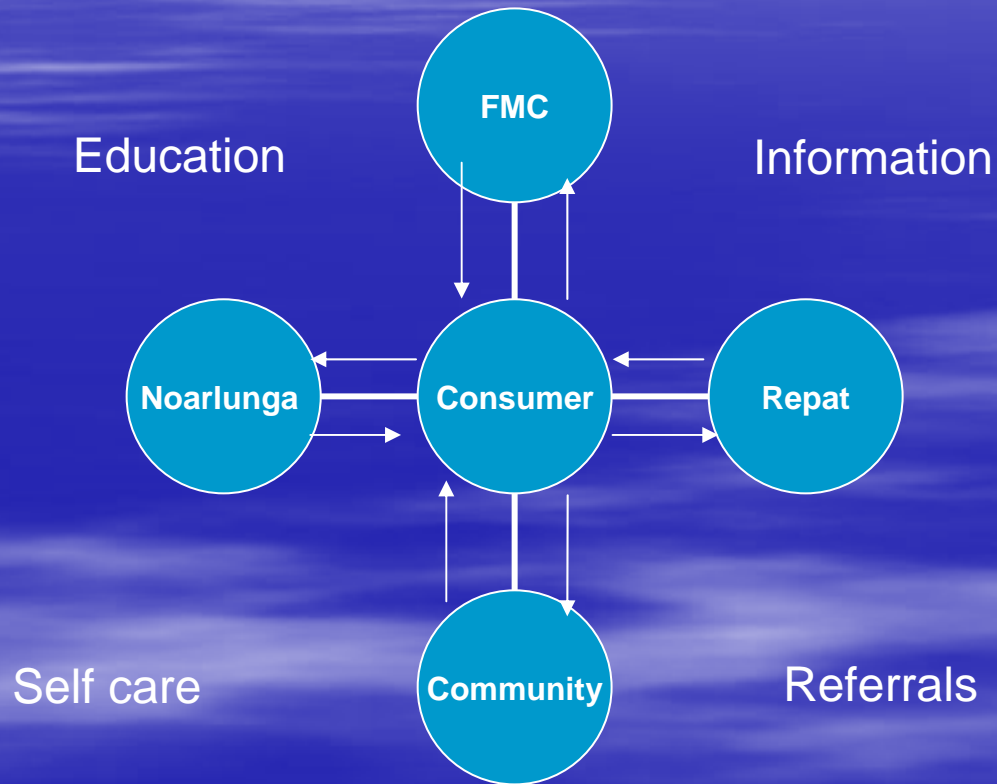 FMC
Education
Information
Noarlunga
Consumer
Repat
Self care
Community
Referrals